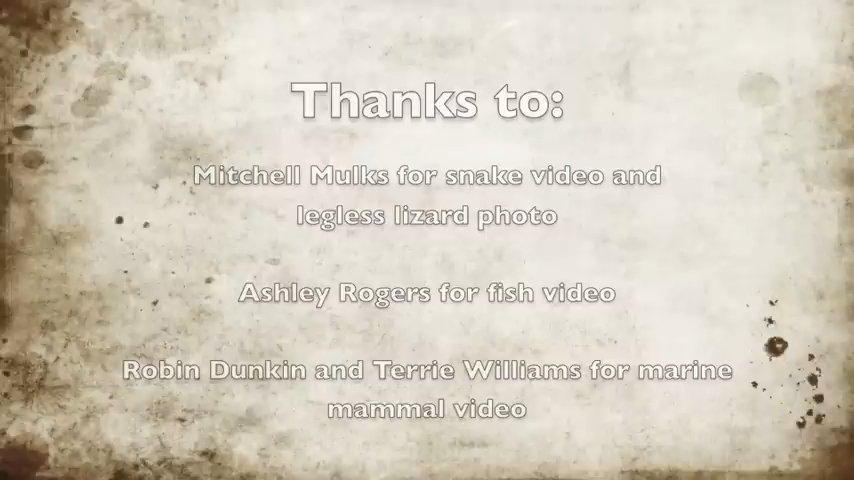 Thanks to:
Mitchell Mulks for snake video and
legless lizard photo
Ashley Rogers for fish video
Robin Dunkin and Terrie Williams for marine
mammal video